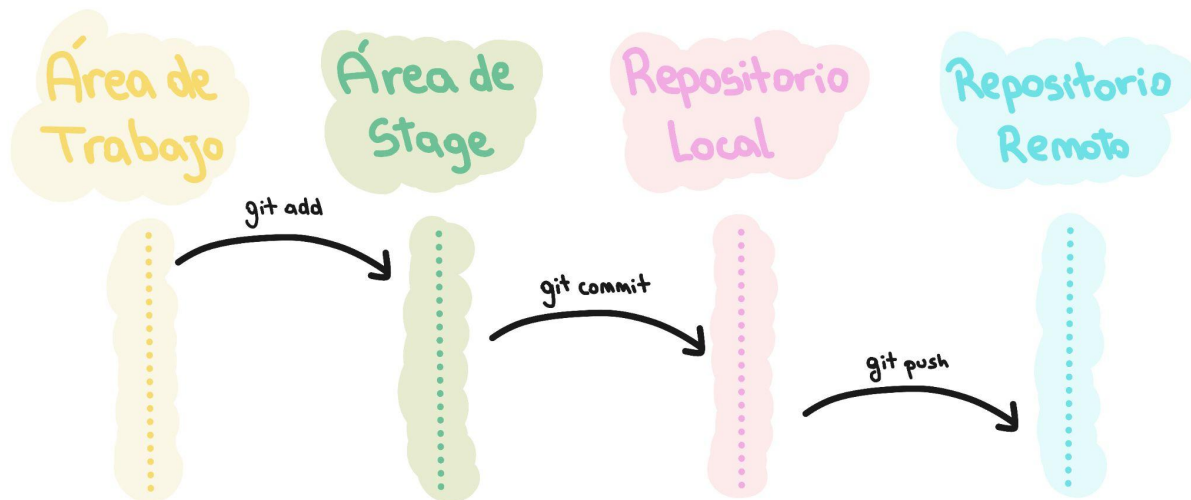 Área de
Trabajo
Área de
Stage
Repositorio
Local
Repositorio
Remoto
git add
git commit
git push